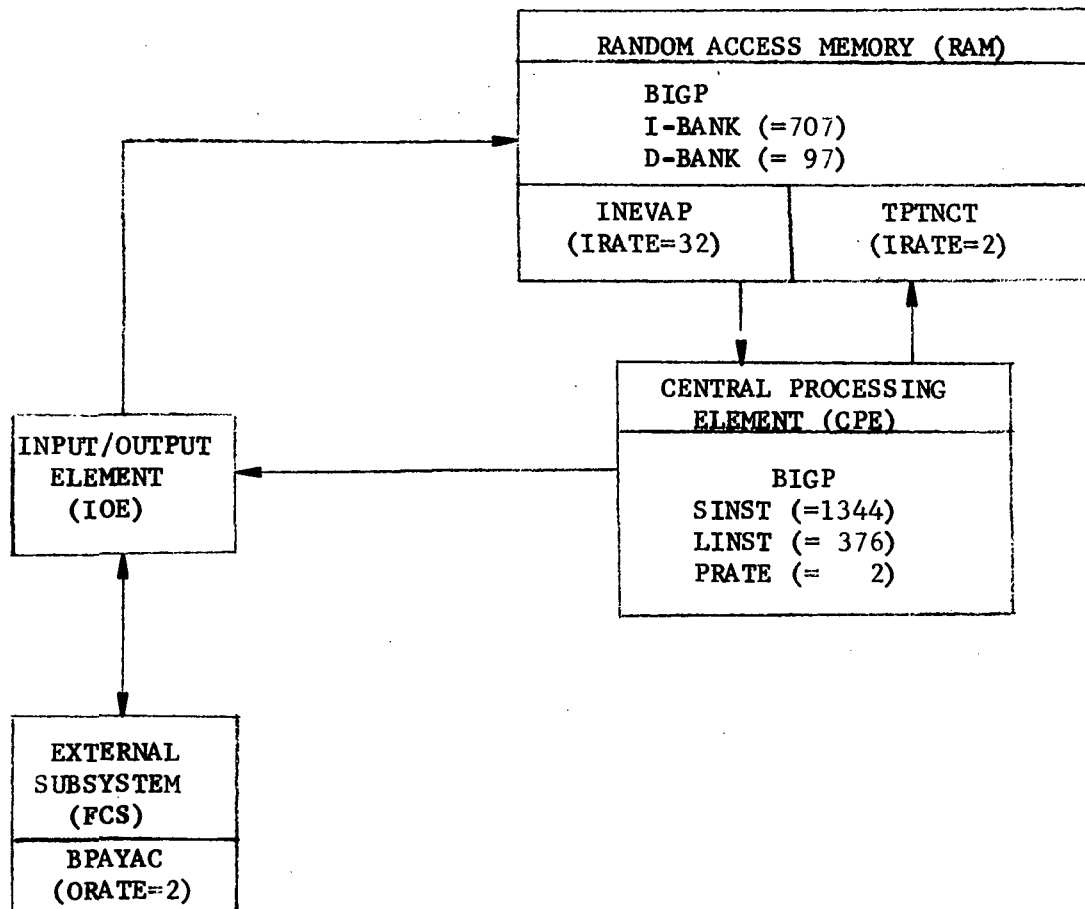 RANDOM ACCESS MEMORY (RAM)
BIGP
I-BANK (=707)
D-BANK (= 97)
INEVAP
(IRATE=32)
TPTNCT
(IRATE=2)
CENTRAL PROCESSING
ELEMENT (CPE)
BIGP
SINST (=1344)
LINST (= 376)
PRATE (=   2)
INPUT/OUTPUT
ELEMENT
(IOE)
EXTERNAL
SUBSYSTEM
(FCS)
BPAYAC
(ORATE=2)